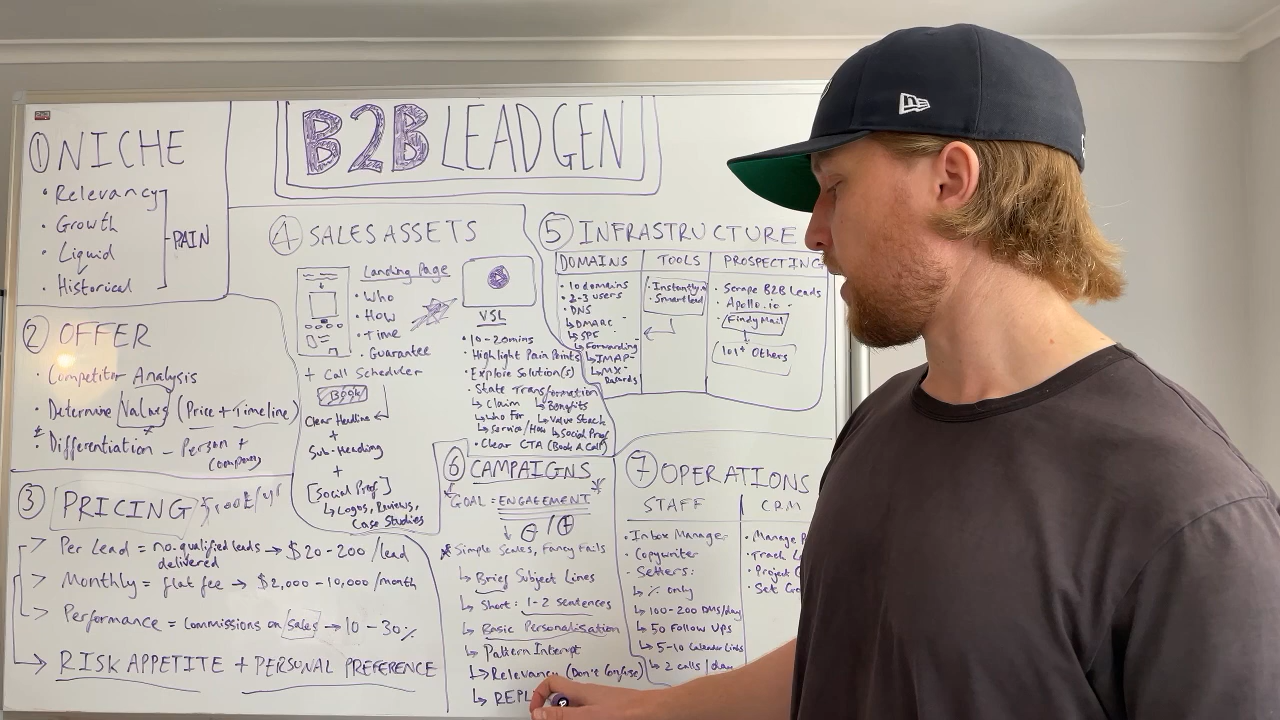 B2B LEAD GEN
① NICHE
• Relevancy
• Growth
• Liquid
• Historical
PAIN
② OFFER
• Competitor Analysis
• Determine Values (Price + Timeline)
• Differentiation - Person + (company)
③ PRICING
> Per Lead = no. qualified leads delivered → $20-200/lead
> Monthly = flat fee → $2,000-10,000/month
> Performance = Commissions on Sales → 10-30%
→ RISK APPETITE + PERSONAL PREFERENCE
④ SALES ASSETS
Landing Page
• Who
• How
• Time
• Guarantee
+ Call Scheduler
BOOK
Clear Headline
+
Sub-Heading
+
[Social Proof]
↳ Logos, Reviews,
Case Studies
VSL
• 10-20mins
• Highlight Pain Points
• Explore Solution(s)
• State Transformation
↳ Claim ↳ Benefits
↳ Who For ↳ Value Stack
↳ Service/How ↳ Social Proof
• Clear CTA (Book A Call)
⑤ INFRASTRUCTURE
DOMAINS
• 10 domains
• 2-3 users
• DNS
↳ DMARC
↳ SPF
↳ Forwarding
↳ IMAP
↳ MX
Records
TOOLS
• Instantly
• Smartlead
PROSPECTING
• Scrape B2B Leads
• Apollo.io
FindyMail
101+ Others
⑥ CAMPAIGNS
GOAL = ENGAGEMENT
↓ ⊖ / ⊕
* Simple Scales, Fancy Fails
↳ Brief Subject Lines
↳ Short: 1-2 sentences
↳ Basic Personalisation
↳ Pattern Interupt
↳ Relevancy (Don't Confuse)
↳ REPL
⑦ OPERATIONS
STAFF
• Inbox Manager
• Copywriter
• Setters:
↳ % only
↳ 100-200 DMs/day
↳ 50 Follow Ups
↳ 5-10 Calendar Links
↳ 2 calls/day
CRM
• Manage
• Track
• Project
• Set